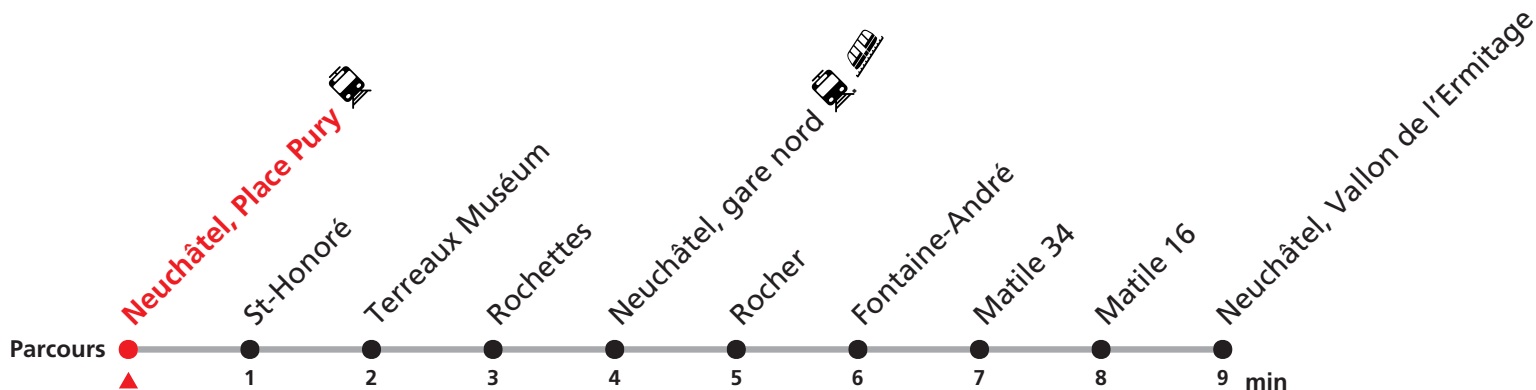 Neuchâtel, Place Pury
St-Honoré
Terreaux Muséum
Rochettes
Neuchâtel, gare nord
Rocher
Fontaine-André
Matile 34
Matile 16
Neuchâtel, Vallon de l'Ermitage
Parcours
1 2 3 4 5 6 7 8 9 min